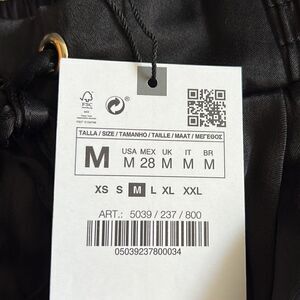 FSC
TALLA / SIZE / TAMANHO / TAILLE / MAAT / ΜΕΓΕΘΟΣ
M
USA MEX UK IT BR
M 28 M M M
XS S M L XL XXL
ART.: 5039 / 237 / 800
05039237800034